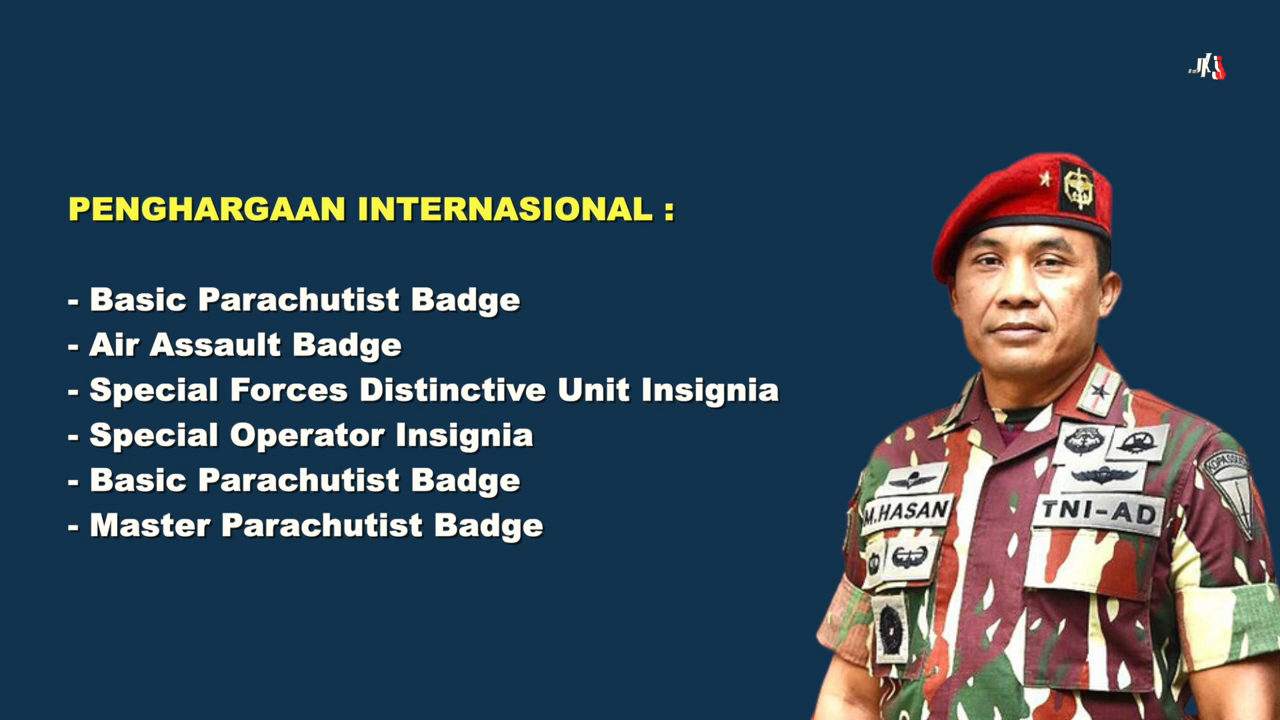 PENGHARGAAN INTERNASIONAL :
- Basic Parachutist Badge
- Air Assault Badge
- Special Forces Distinctive Unit Insignia
- Special Operator Insignia
- Basic Parachutist Badge
- Master Parachutist Badge
M.HASAN
TNI-AD